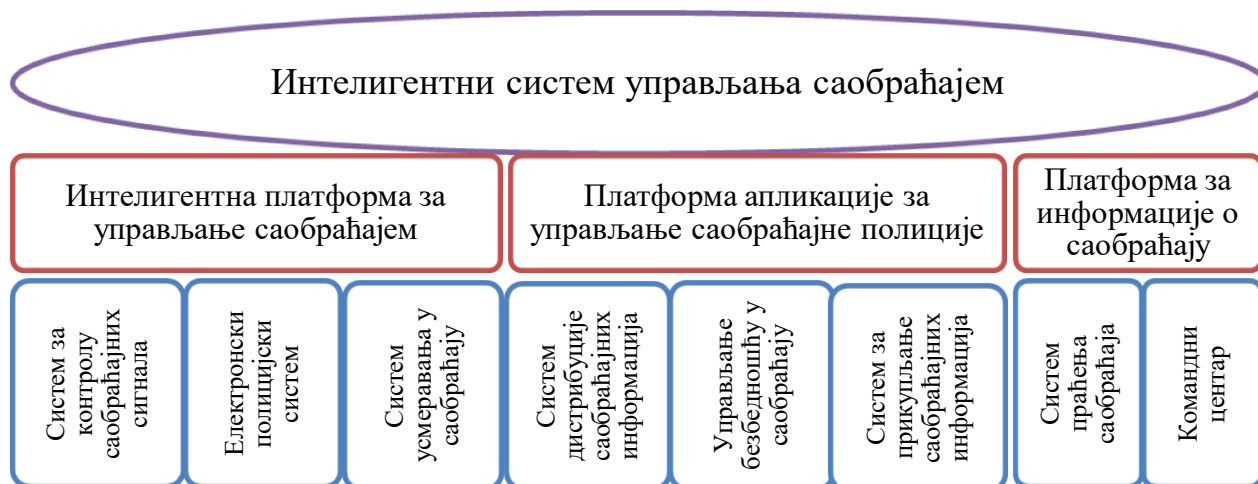 Интелигентни систем управљања саобраћајем
Интелигентна платформа за
управљање саобраћајем
Платформа апликације за
управљање саобраћајне полиције
Платформа за
информације о
саобраћају
Систем за
контролу
саобраћајних
сигнала
Електронски
полицијски
систем
Систем
усмеравања у
саобраћају
Систем
дистрибуције
саобраћајних
информација
Управљање
безбедношћу у
саобраћају
Систем за
прикупљање
саобраћајних
информација
Систем
праћења
саобраћаја
Командни
центар